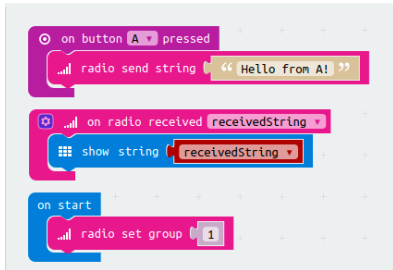 on button A pressed
radio send string “ Hello from A! ”
on radio received receivedString
show string receivedString
on start
radio set group 1